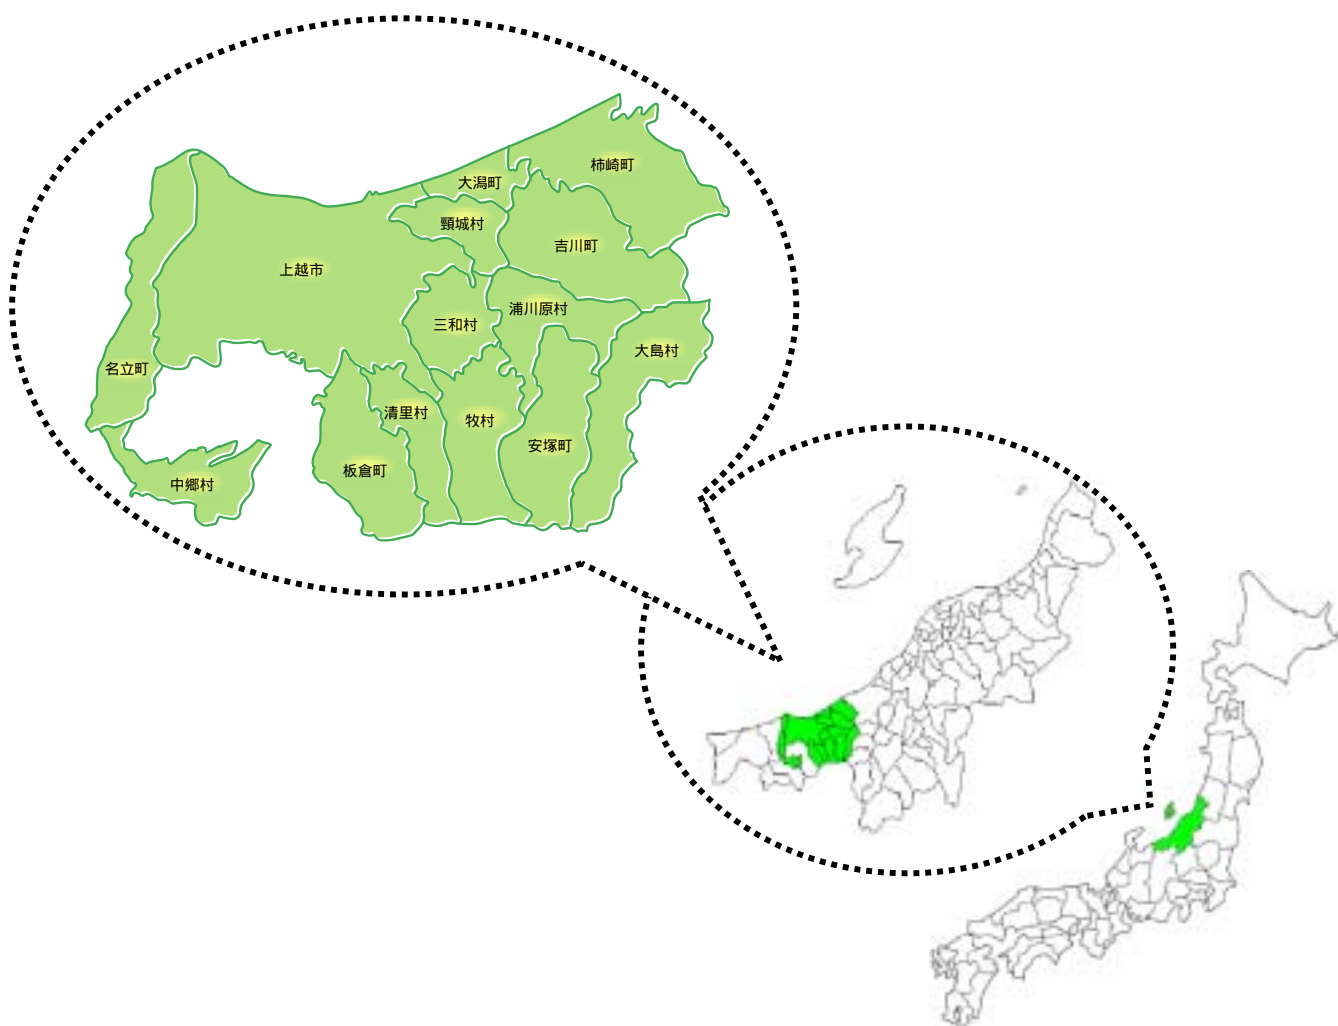 柿崎町
大潟町
頸城村
吉川町
上越市
浦川原村
三和村
大島村
名立町
清里村
牧村
安塚町
板倉町
中郷村